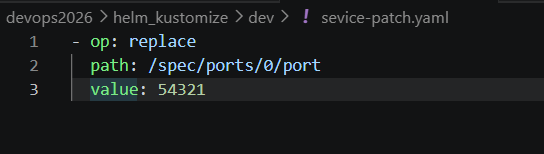 devops2026 > helm_kustomize > dev > ! sevice-patch.yaml
1 - op: replace
2 path: /spec/ports/0/port
3 value: 54321